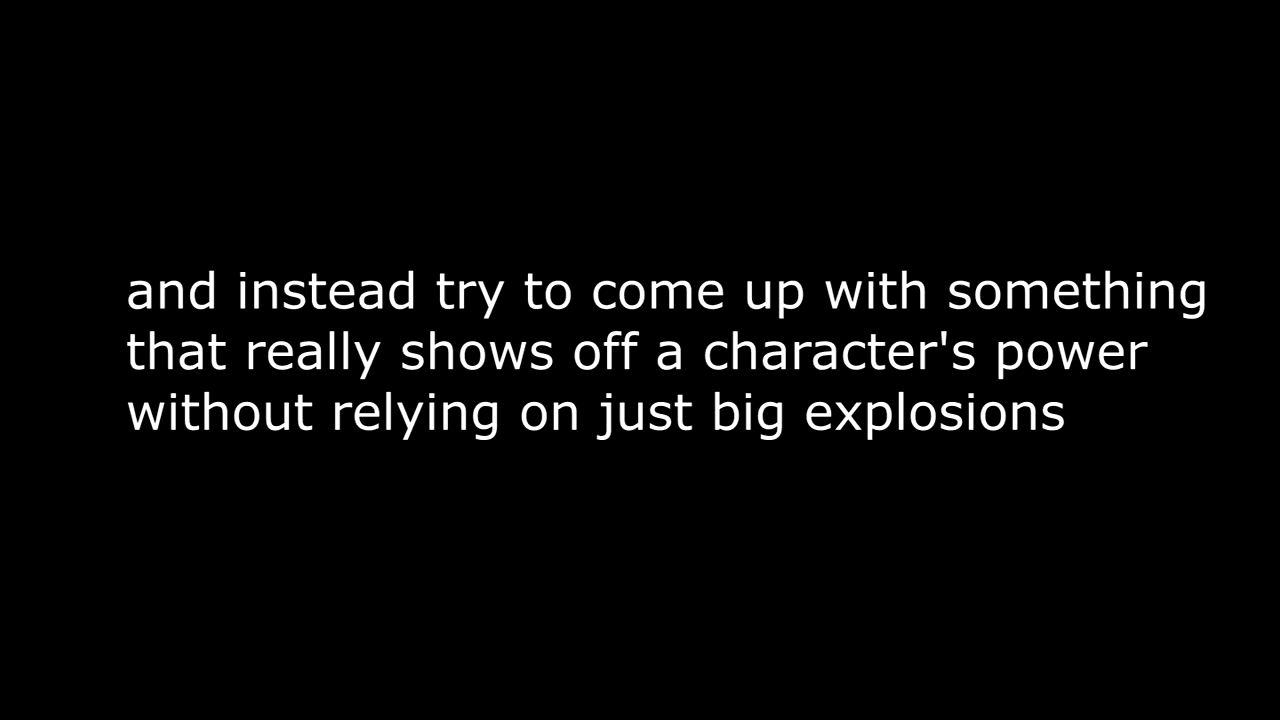 and instead try to come up with something
that really shows off a character's power
without relying on just big explosions